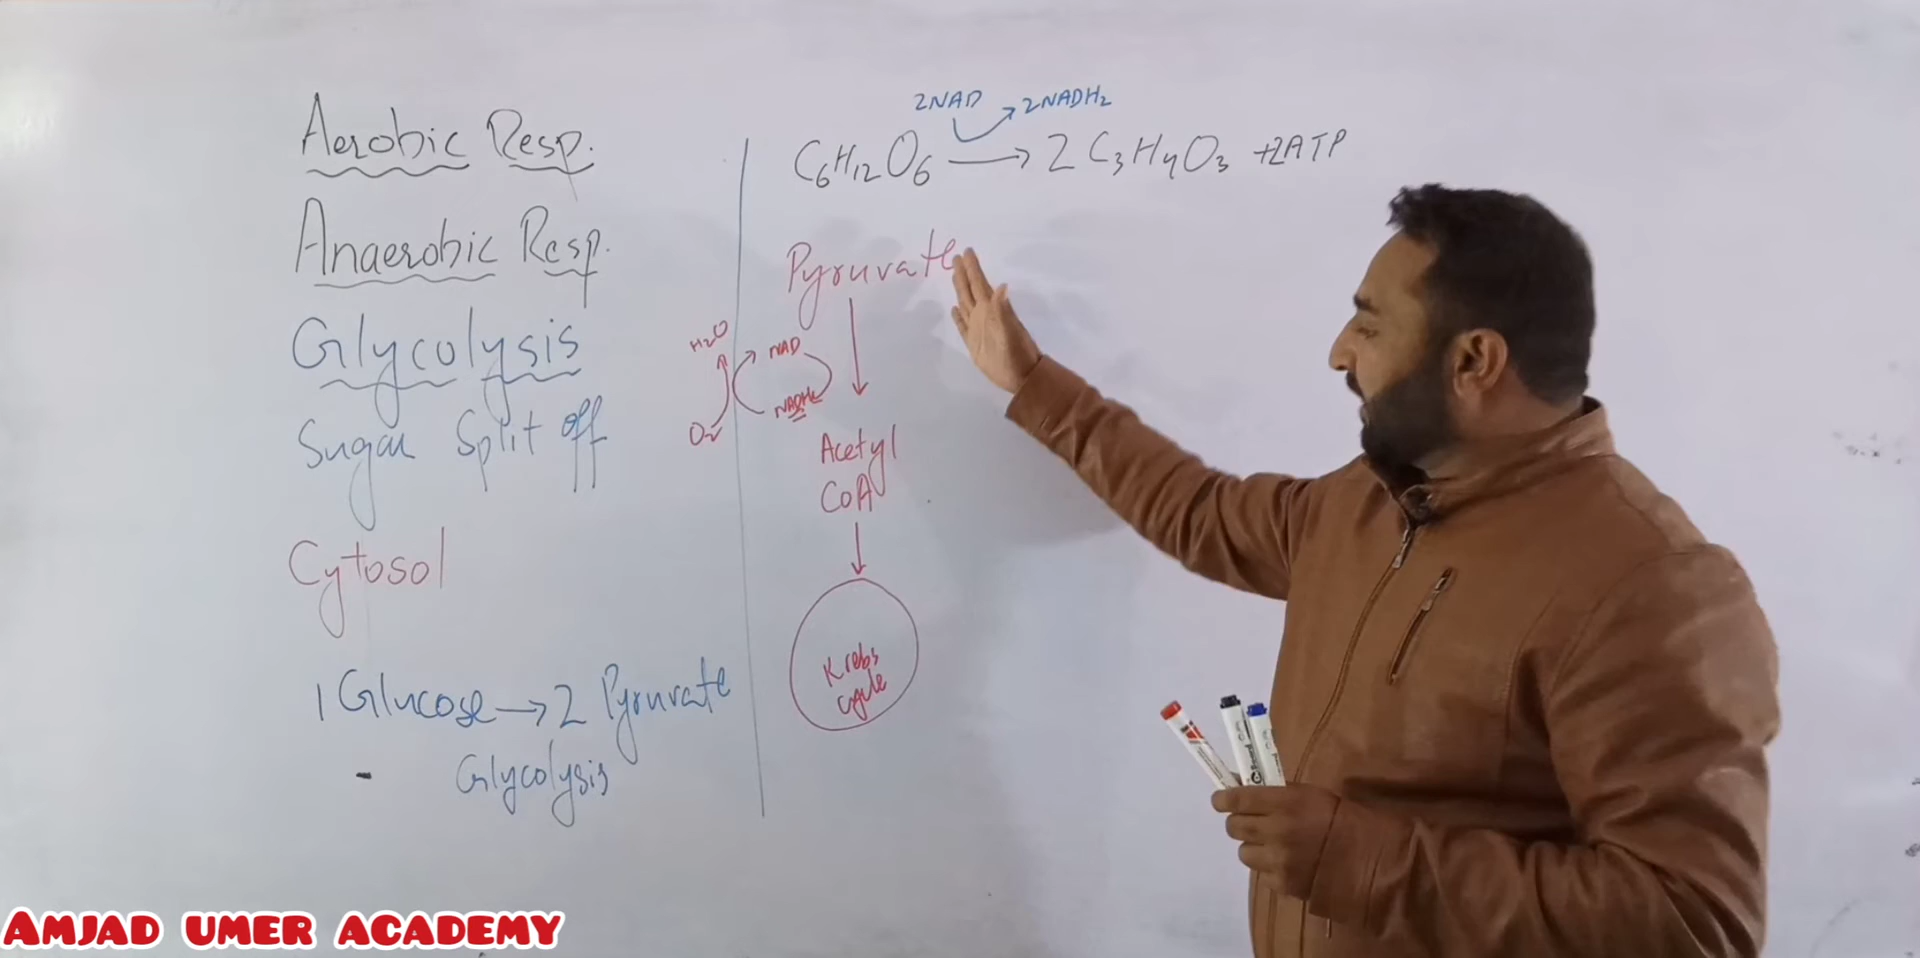 Aerobic Resp.
Anaerobic Resp.
Glycolysis
Sugar Split off
Cytosol
1 Glucose → 2 Pyruvate
- Glycolysis
2NAD → 2NADH₂
C₆H₁₂O₆ → 2 C₃H₄O₃ + 2ATP
Pyruvate
H₂O
NAD
NADH₂
O₂
Acetyl
CoA
Krebs
cycle
AMJAD UMER ACADEMY